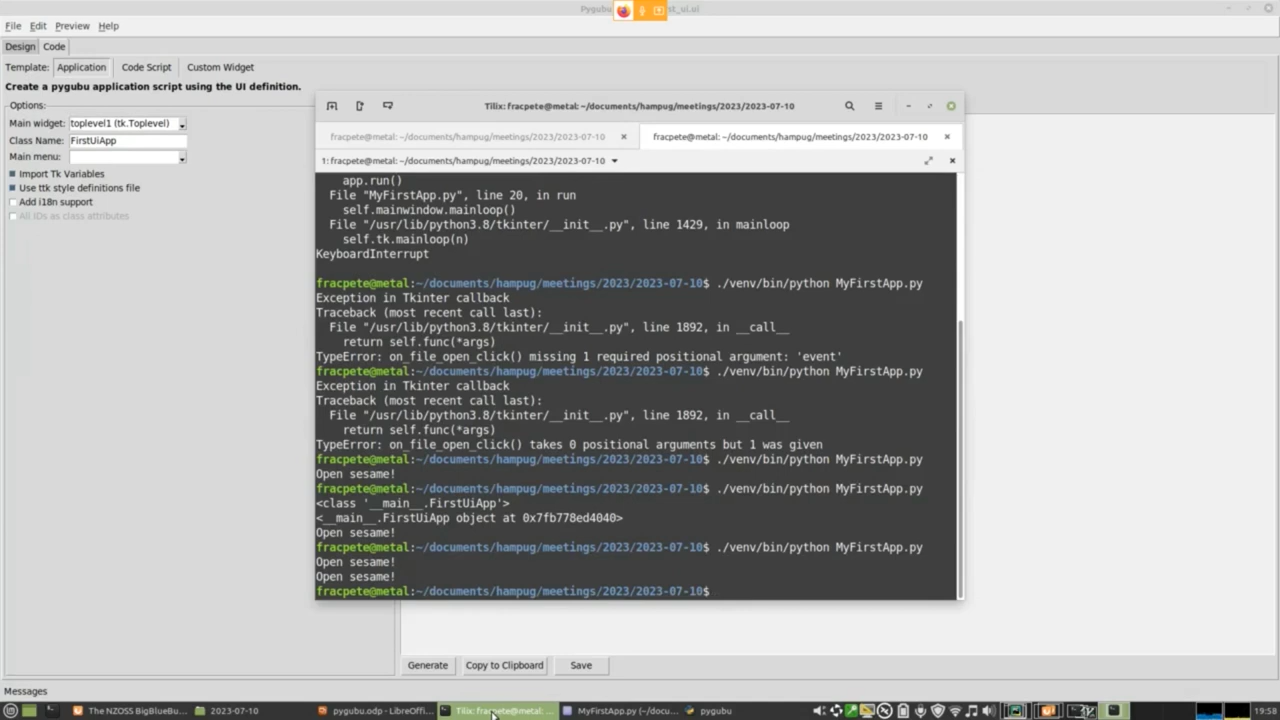 Pygubu
st_ui.ui
File Edit Preview Help
Design Code
Template: Application Code Script Custom Widget
Create a pygubu application script using the UI definition.
Options:
Main widget: toplevel1 (tk.Toplevel)
Class Name: FirstUiApp
Main menu:
Import Tk Variables
Use ttk style definitions file
Add i18n support
All IDs as class attributes
Tilix: fracpete@metal: ~/documents/hampug/meetings/2023/2023-07-10
fracpete@metal: ~/documents/hampug/meetings/2023/2023-07-10 fracpete@metal: ~/documents/hampug/meetings/2023/2023-07-10
1: fracpete@metal: ~/documents/hampug/meetings/2023/2023-07-10
app.run()
File "MyFirstApp.py", line 20, in run
self.mainwindow.mainloop()
File "/usr/lib/python3.8/tkinter/__init__.py", line 1429, in mainloop
self.tk.mainloop(n)
KeyboardInterrupt
fracpete@metal:~/documents/hampug/meetings/2023/2023-07-10$ ./venv/bin/python MyFirstApp.py
Exception in Tkinter callback
Traceback (most recent call last):
File "/usr/lib/python3.8/tkinter/__init__.py", line 1892, in __call__
return self.func(*args)
TypeError: on_file_open_click() missing 1 required positional argument: 'event'
fracpete@metal:~/documents/hampug/meetings/2023/2023-07-10$ ./venv/bin/python MyFirstApp.py
Exception in Tkinter callback
Traceback (most recent call last):
File "/usr/lib/python3.8/tkinter/__init__.py", line 1892, in __call__
return self.func(*args)
TypeError: on_file_open_click() takes 0 positional arguments but 1 was given
fracpete@metal:~/documents/hampug/meetings/2023/2023-07-10$ ./venv/bin/python MyFirstApp.py
Open sesame!
fracpete@metal:~/documents/hampug/meetings/2023/2023-07-10$ ./venv/bin/python MyFirstApp.py
<class '__main__.FirstUiApp'>
<__main__.FirstUiApp object at 0x7fb778ed4040>
Open sesame!
fracpete@metal:~/documents/hampug/meetings/2023/2023-07-10$ ./venv/bin/python MyFirstApp.py
Open sesame!
Open sesame!
fracpete@metal:~/documents/hampug/meetings/2023/2023-07-10$
Generate Copy to Clipboard Save
Messages
The NZOSS BigBlueBu... 2023-07-10 pygubu.odp - LibreOffi... Tilix: fracpete@metal: ... MyFirstApp.py (~/docu... pygubu 19:58